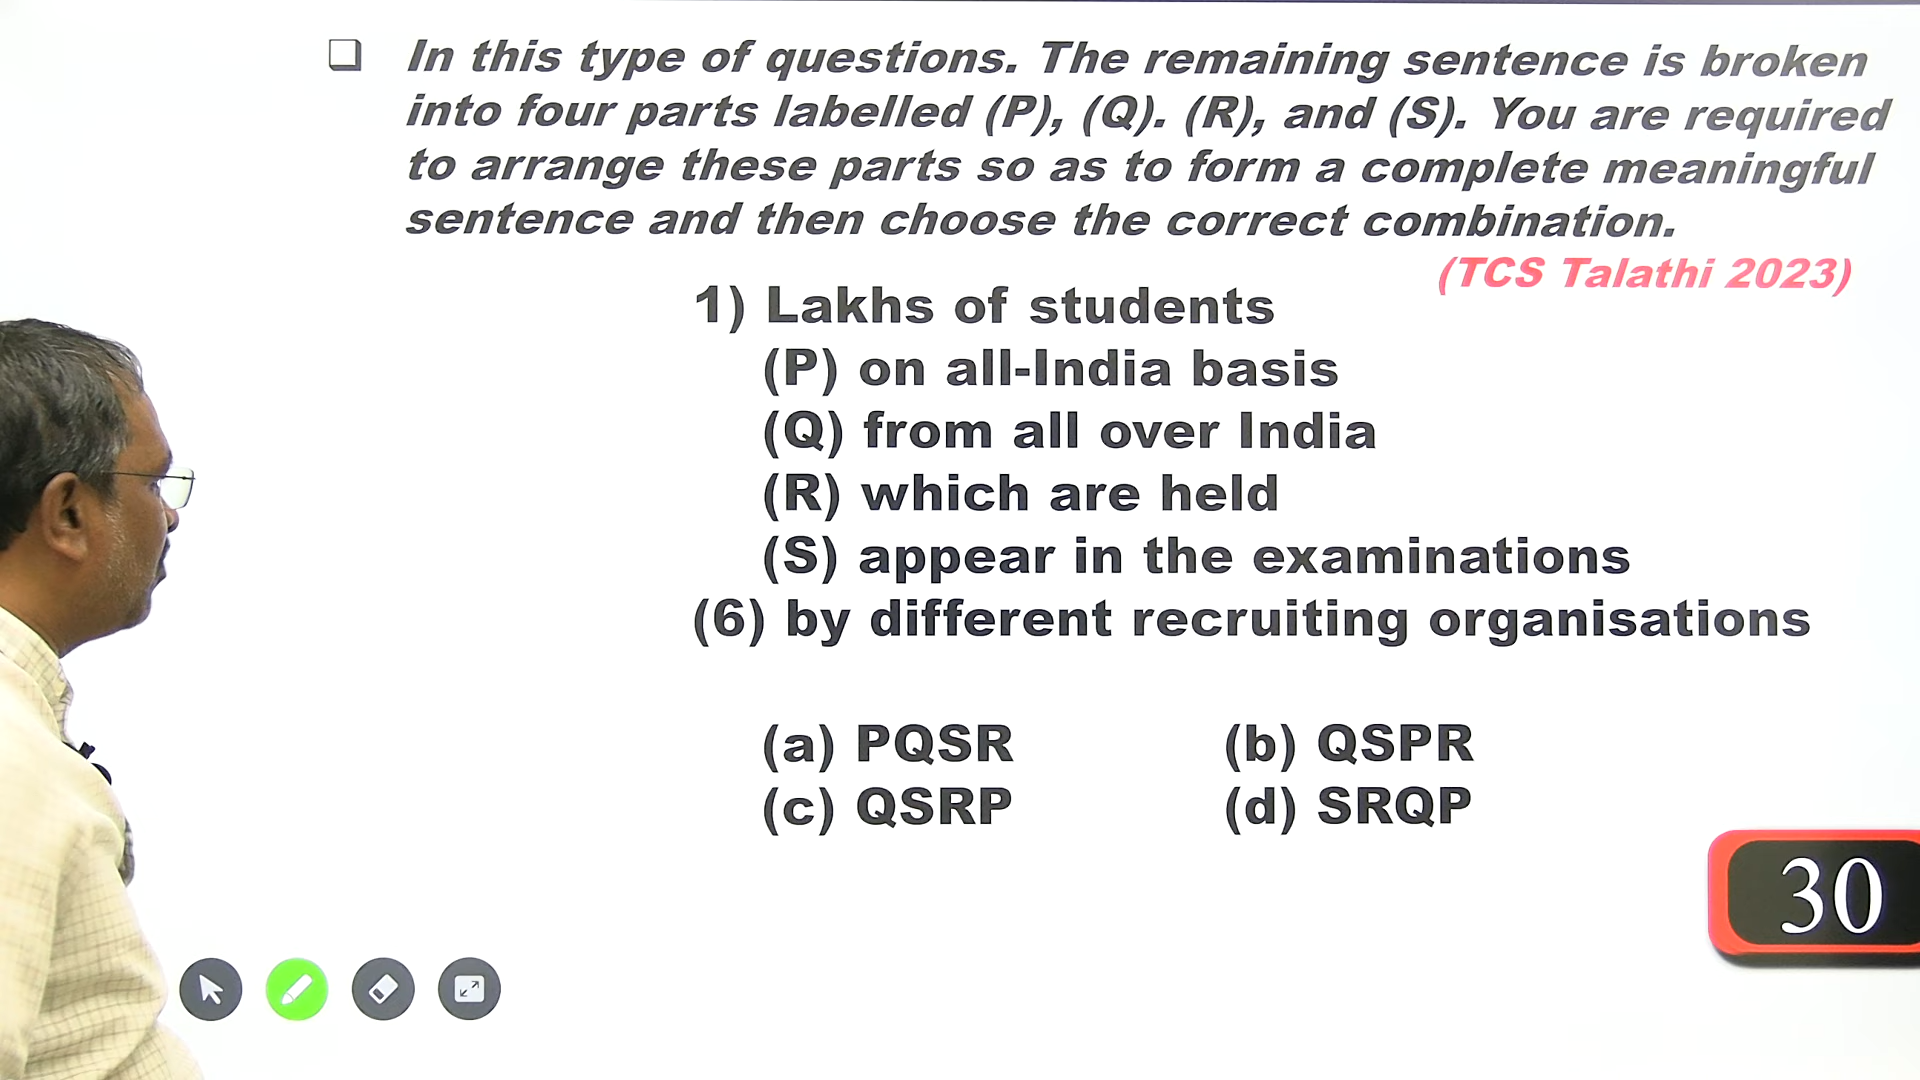 In this type of questions. The remaining sentence is broken
into four parts labelled (P), (Q). (R), and (S). You are required
to arrange these parts so as to form a complete meaningful
sentence and then choose the correct combination.
(TCS Talathi 2023)
1) Lakhs of students
(P) on all-India basis
(Q) from all over India
(R) which are held
(S) appear in the examinations
(6) by different recruiting organisations
(a) PQSR (b) QSPR
(c) QSRP (d) SRQP
30